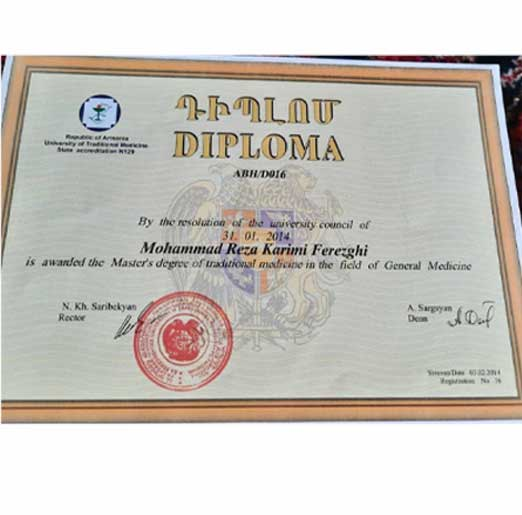 Republic of Armenia
University of Traditional Medicine
State accreditation N129
ԴԻՊԼՈՄ
DIPLOMA
ABH/D016
By the resolution of the university council of
31. 01. 2014
Mohammad Reza Karimi Ferezghi
is awarded the Master's degree of traditional medicine in the field of General Medicine
N. Kh. Saribekyan
Rector
A. Sargsyan
Dean
Yerevan/Date 03.02.2014
Registration No 16